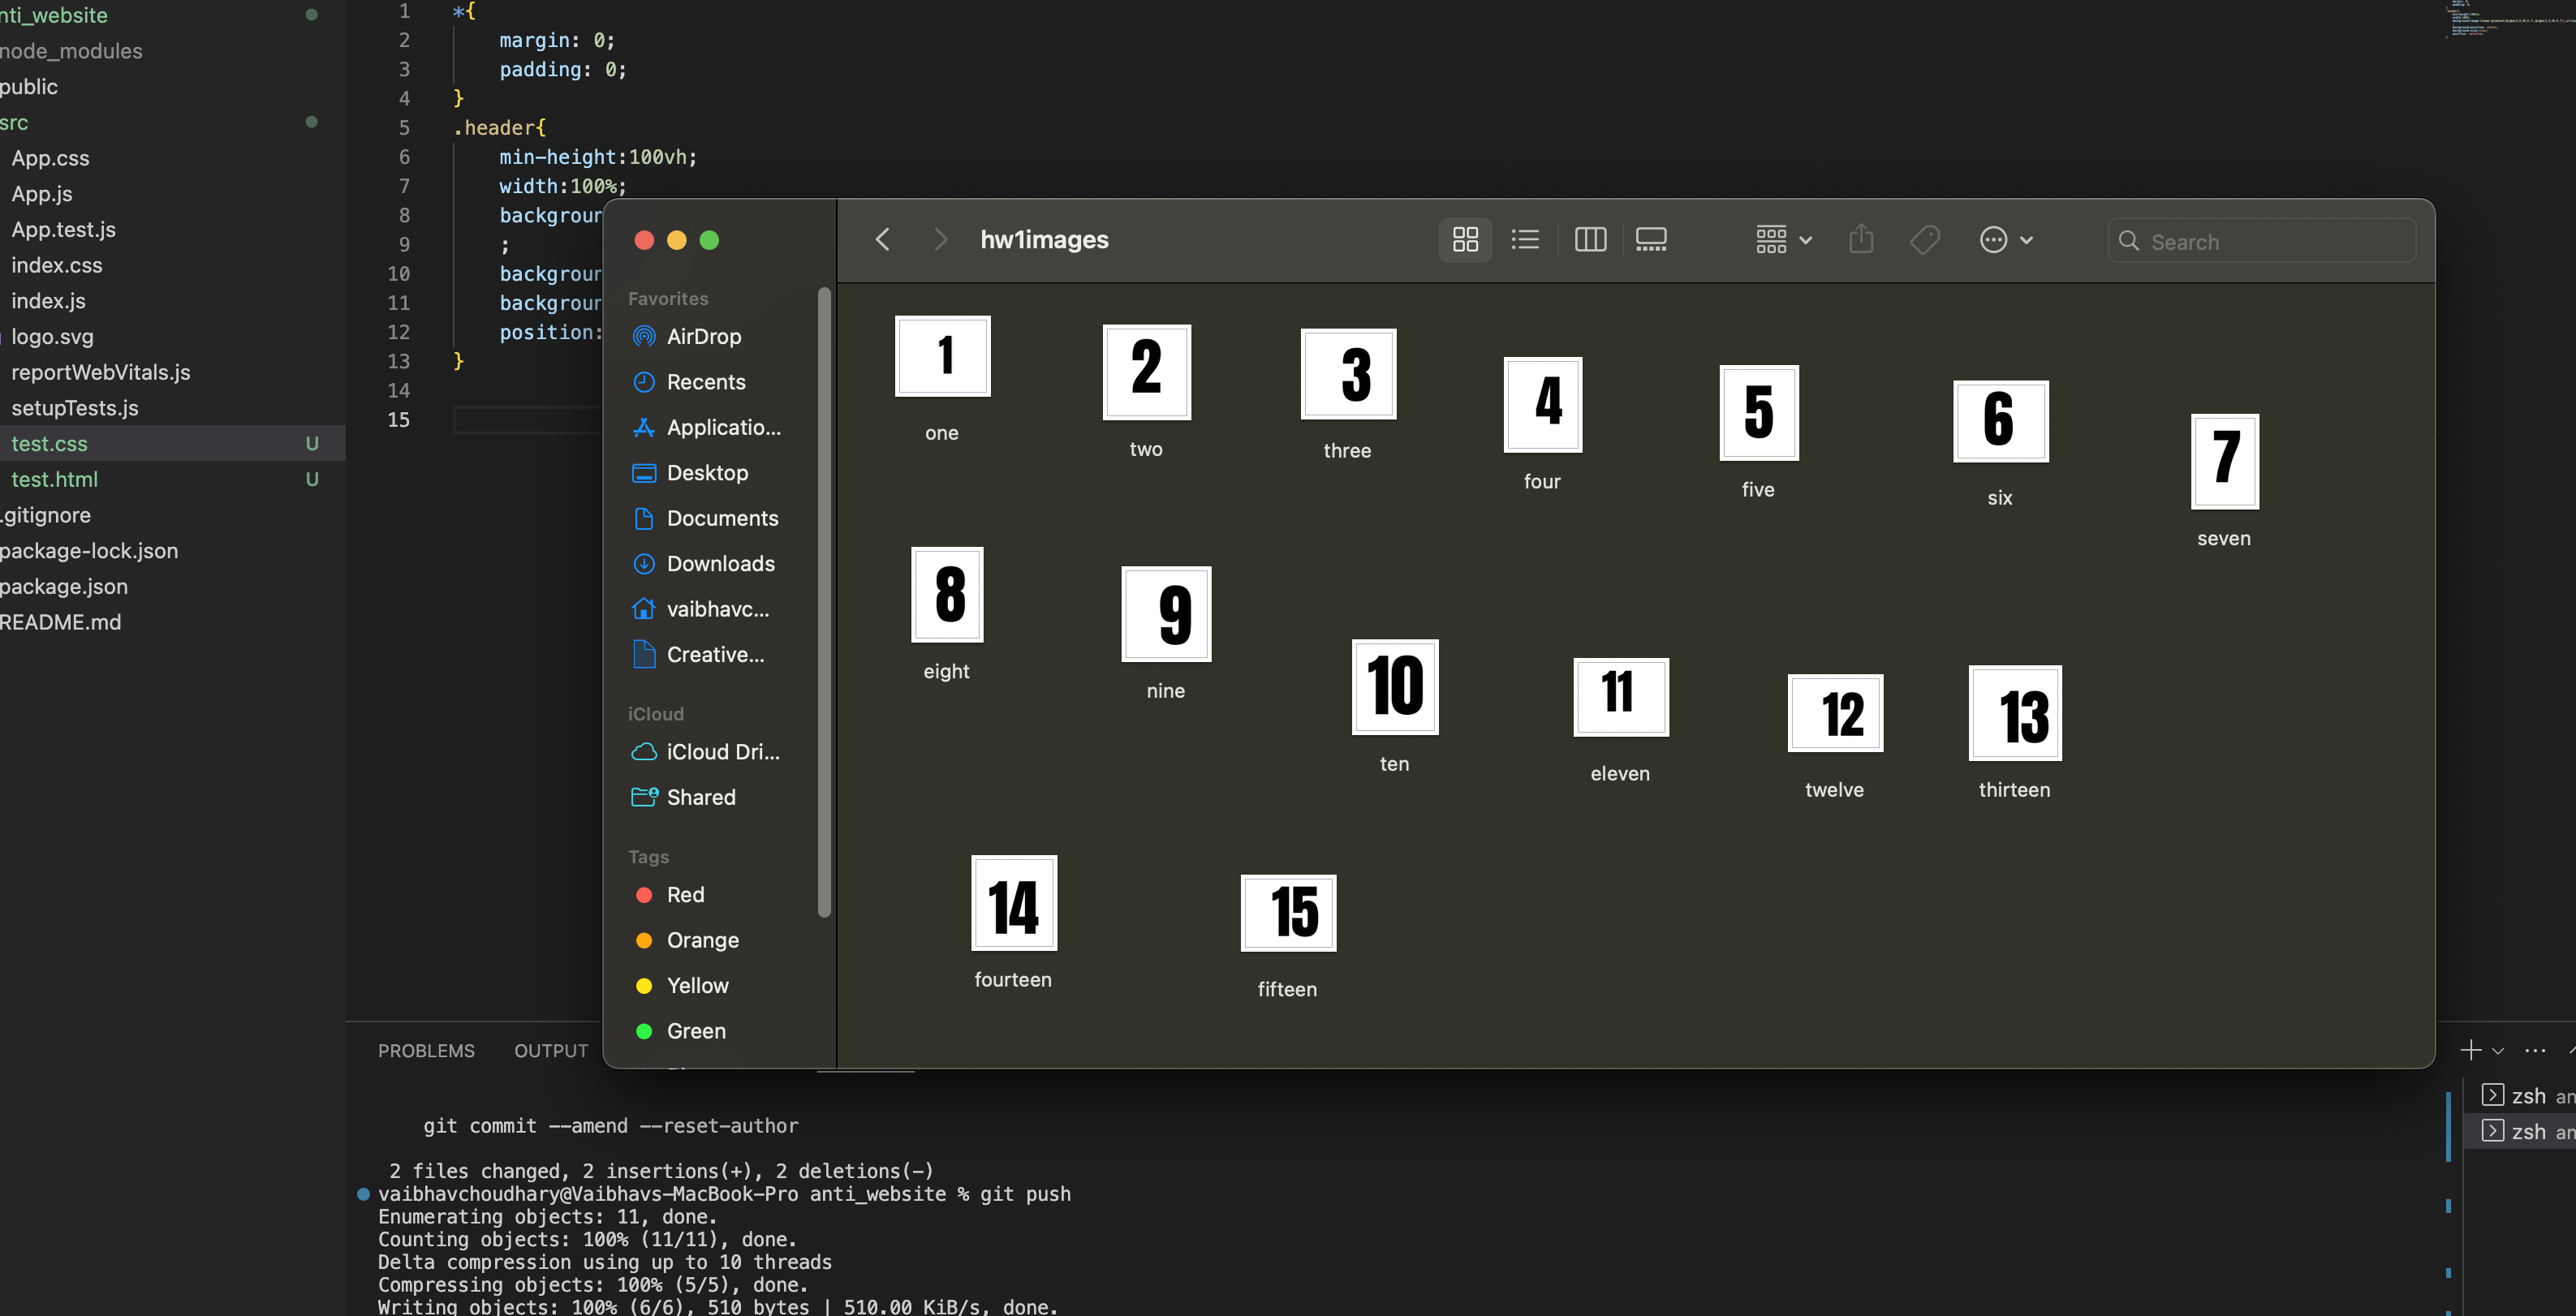 nti_website
node_modules
public
src
App.css
App.js
App.test.js
index.css
index.js
logo.svg
reportWebVitals.js
setupTests.js
test.css U
test.html U
.gitignore
package-lock.json
package.json
README.md
1 *{
2 margin: 0;
3 padding: 0;
4 }
5 .header{
6 min-height:100vh;
7 width:100%;
8 backgroun
9 ;
10 backgroun
11 backgroun
12 position:
13 }
14
15
hw1images
Search
Favorites
AirDrop
Recents
Applicatio...
Desktop
Documents
Downloads
vaibhavc...
Creative...
iCloud
iCloud Dri...
Shared
Tags
Red
Orange
Yellow
Green
1
one
2
two
3
three
4
four
5
five
6
six
7
seven
8
eight
9
nine
10
ten
11
eleven
12
twelve
13
thirteen
14
fourteen
15
fifteen
PROBLEMS OUTPUT
git commit --amend --reset-author
2 files changed, 2 insertions(+), 2 deletions(-)
vaibhavchoudhary@Vaibhavs-MacBook-Pro anti_website % git push
Enumerating objects: 11, done.
Counting objects: 100% (11/11), done.
Delta compression using up to 10 threads
Compressing objects: 100% (5/5), done.
Writing objects: 100% (6/6), 510 bytes | 510.00 KiB/s, done.
zsh an
zsh an